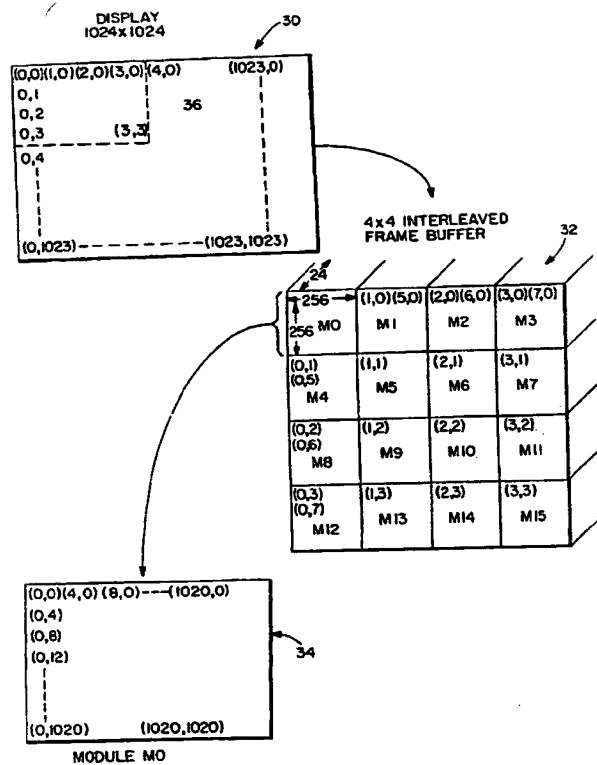 DISPLAY
1024x1024
30
(0,0)(1,0)(2,0)(3,0)(4,0) (1023,0)
0,1
36
0,2
0,3 (3,3)
0,4
(0,1023) (1023,1023)
4x4 INTERLEAVED
FRAME BUFFER
32
24
256 (1,0)(5,0) (2,0)(6,0) (3,0)(7,0)
256 M0 M1 M2 M3
(0,1) (1,1) (2,1) (3,1)
(0,5) M4 M5 M6 M7
(0,2) (1,2) (2,2) (3,2)
(0,6) M8 M9 M10 M11
(0,3) (1,3) (2,3) (3,3)
(0,7) M12 M13 M14 M15
(0,0)(4,0)(8,0)---(1020,0)
(0,4)
(0,8)
(0,12)
34
(0,1020) (1020,1020)
MODULE MO